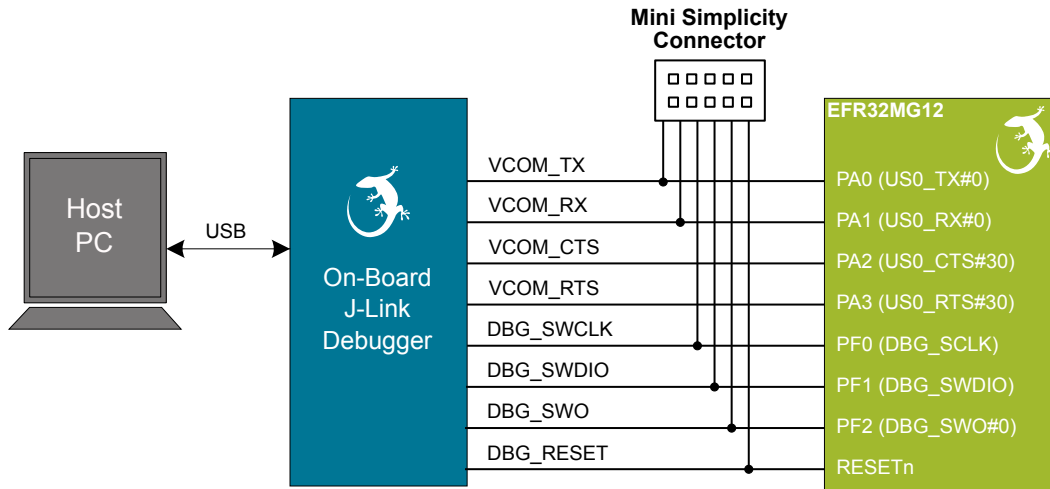 Mini Simplicity
Connector
EFR32MG12
Host
PC
USB
On-Board
J-Link
Debugger
VCOM_TX
VCOM_RX
VCOM_CTS
VCOM_RTS
DBG_SWCLK
DBG_SWDIO
DBG_SWO
DBG_RESET
PA0 (US0_TX#0)
PA1 (US0_RX#0)
PA2 (US0_CTS#30)
PA3 (US0_RTS#30)
PF0 (DBG_SCLK)
PF1 (DBG_SWDIO)
PF2 (DBG_SWO#0)
RESETn